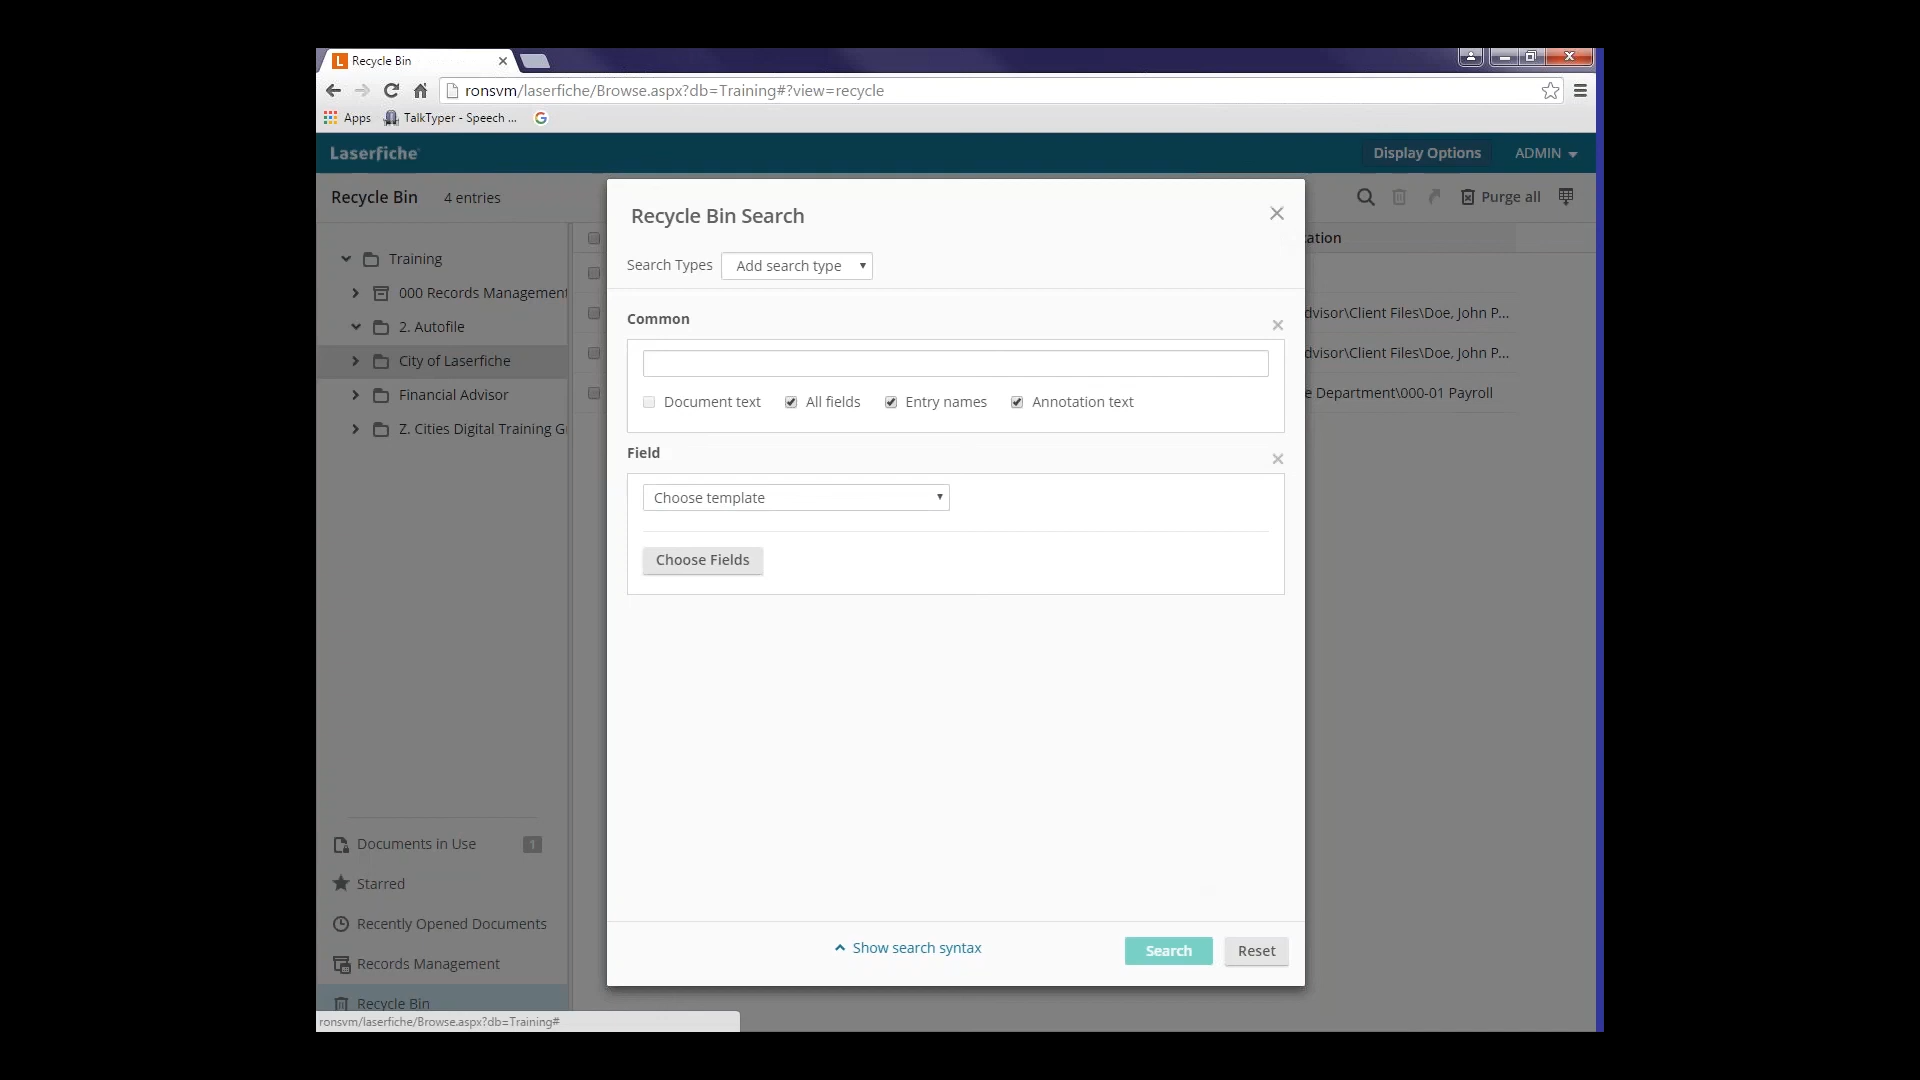 Recycle Bin
ronsvm/laserfiche/Browse.aspx?db=Training#?view=recycle
Apps TalkTyper - Speech ...
Laserfiche Display Options ADMIN
Recycle Bin 4 entries Purge all
Recycle Bin Search
Search Types Add search type
Training
000 Records Management
2. Autofile
City of Laserfiche
Financial Advisor
Z. Cities Digital Training G
Common
Document text All fields Entry names Annotation text
Field
Choose template
Choose Fields
ation
dvisor\Client Files\Doe, John P...
dvisor\Client Files\Doe, John P...
e Department\000-01 Payroll
Documents in Use 1
Starred
Recently Opened Documents
Records Management
Recycle Bin
Show search syntax Search Reset
ronsvm/laserfiche/Browse.aspx?db=Training#